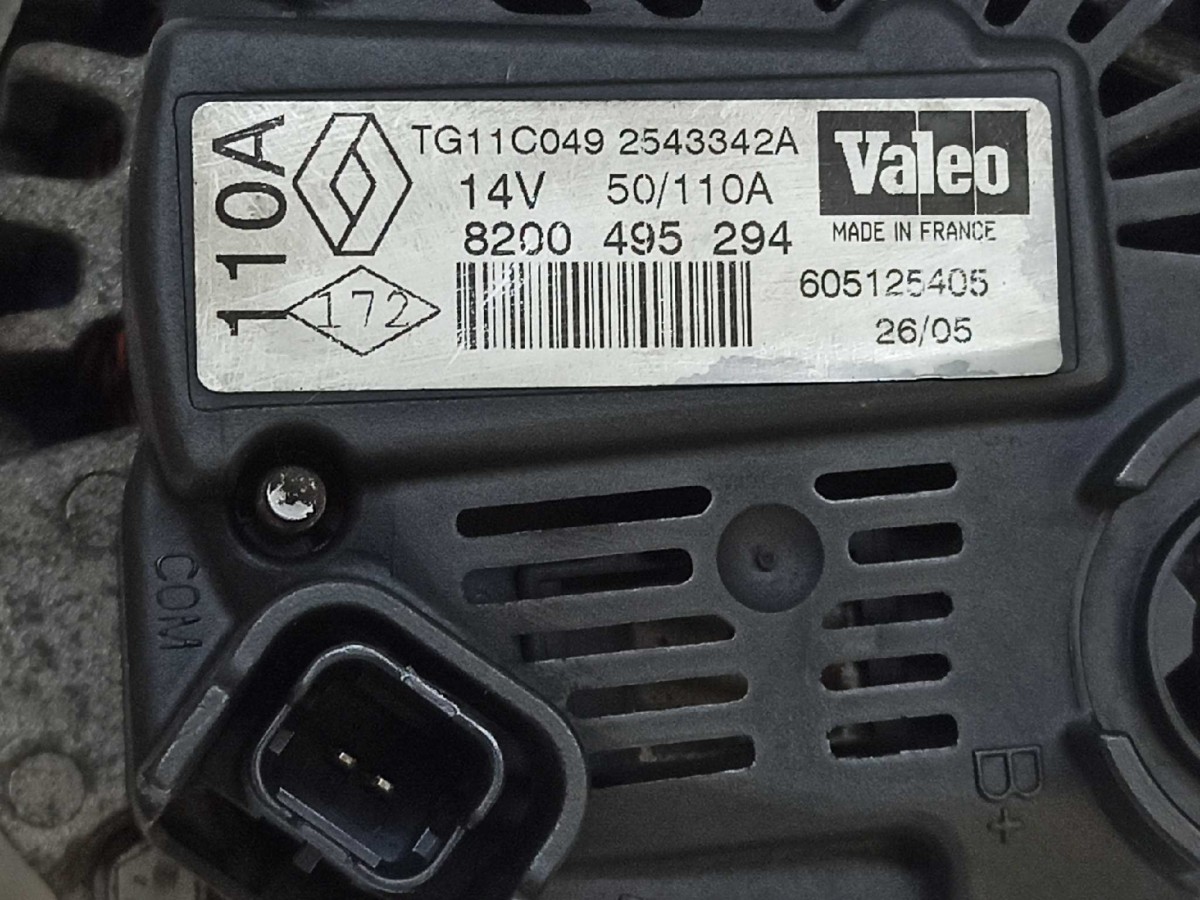 110A
TG11C049 2543342A
14V 50/110A
8200 495 294
172
Valeo
MADE IN FRANCE
605125405
26/05
COM
B+